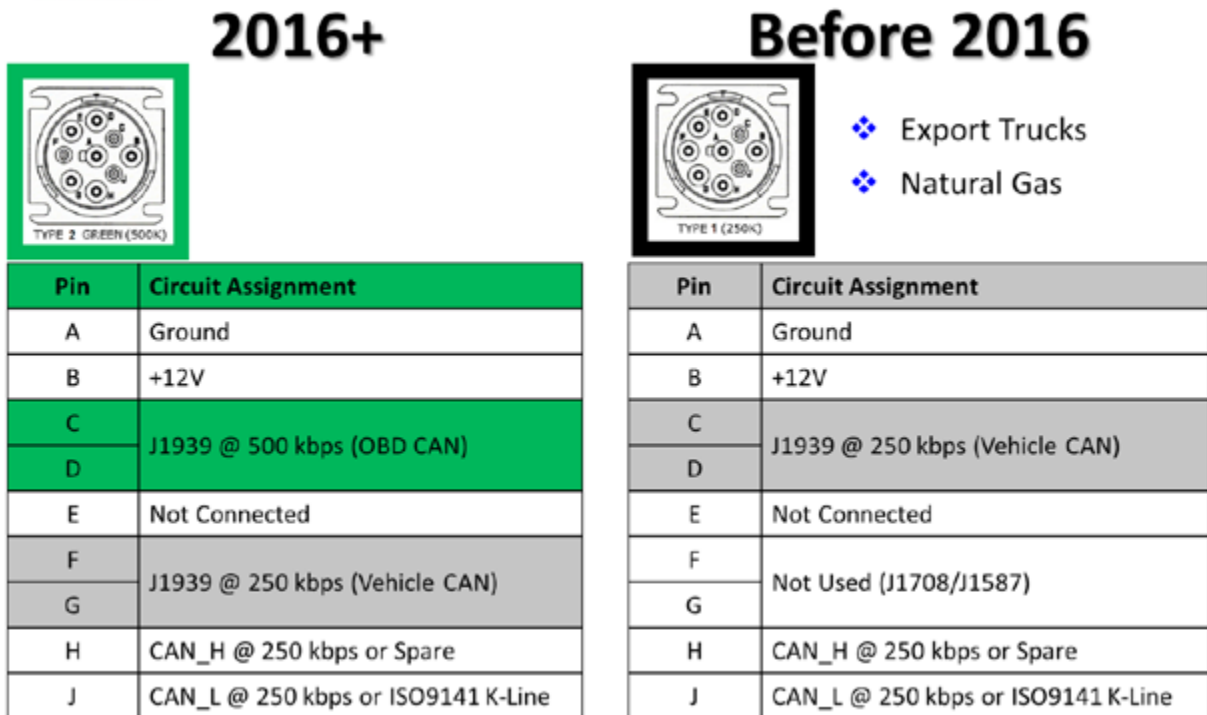 2016+
TYPE 2 GREEN (500K)
Pin Circuit Assignment
A Ground
B +12V
C
J1939 @ 500 kbps (OBD CAN)
D
E Not Connected
F
J1939 @ 250 kbps (Vehicle CAN)
G
H CAN_H @ 250 kbps or Spare
J CAN_L @ 250 kbps or ISO9141 K-Line
Before 2016
TYPE 1 (250K)
Export Trucks
Natural Gas
Pin Circuit Assignment
A Ground
B +12V
C
J1939 @ 250 kbps (Vehicle CAN)
D
E Not Connected
F
Not Used (J1708/J1587)
G
H CAN_H @ 250 kbps or Spare
J CAN_L @ 250 kbps or ISO9141 K-Line